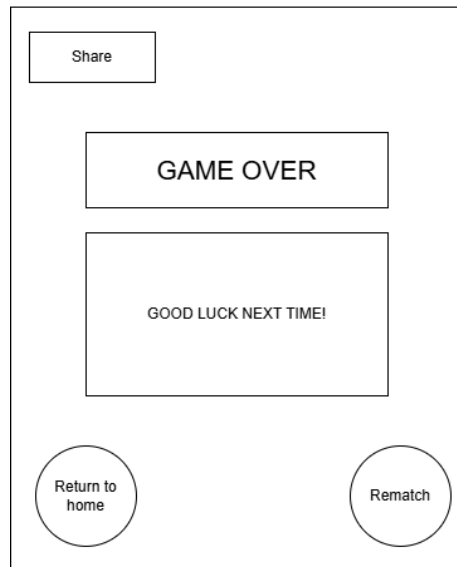 Share
GAME OVER
GOOD LUCK NEXT TIME!
Return to
home
Rematch